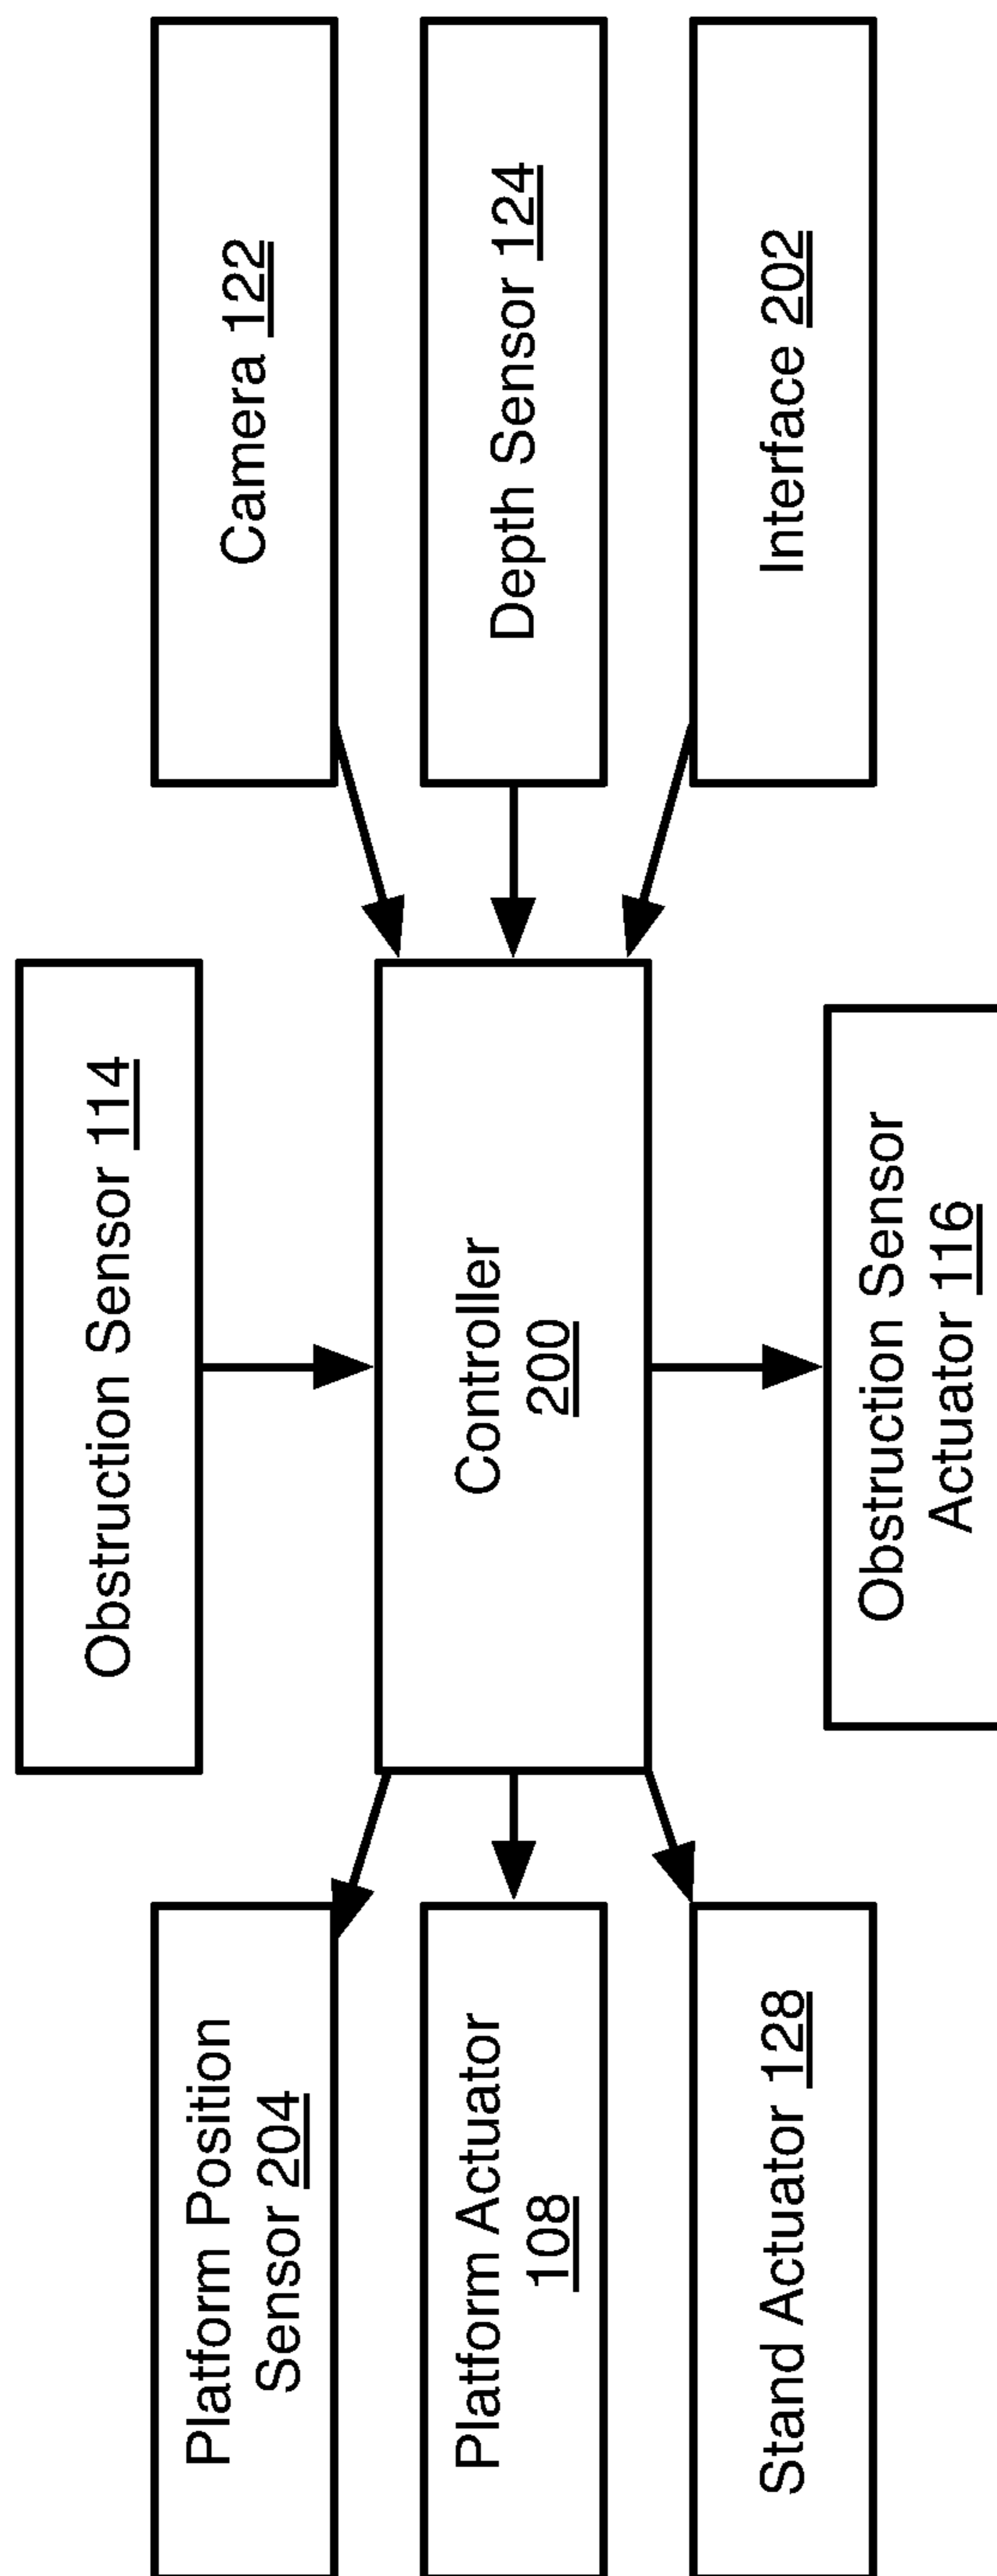 Obstruction Sensor 114
Platform Position
Sensor 204
Camera 122
Platform Actuator
108
Controller
200
Depth Sensor 124
Stand Actuator 128
Interface 202
Obstruction Sensor
Actuator 116